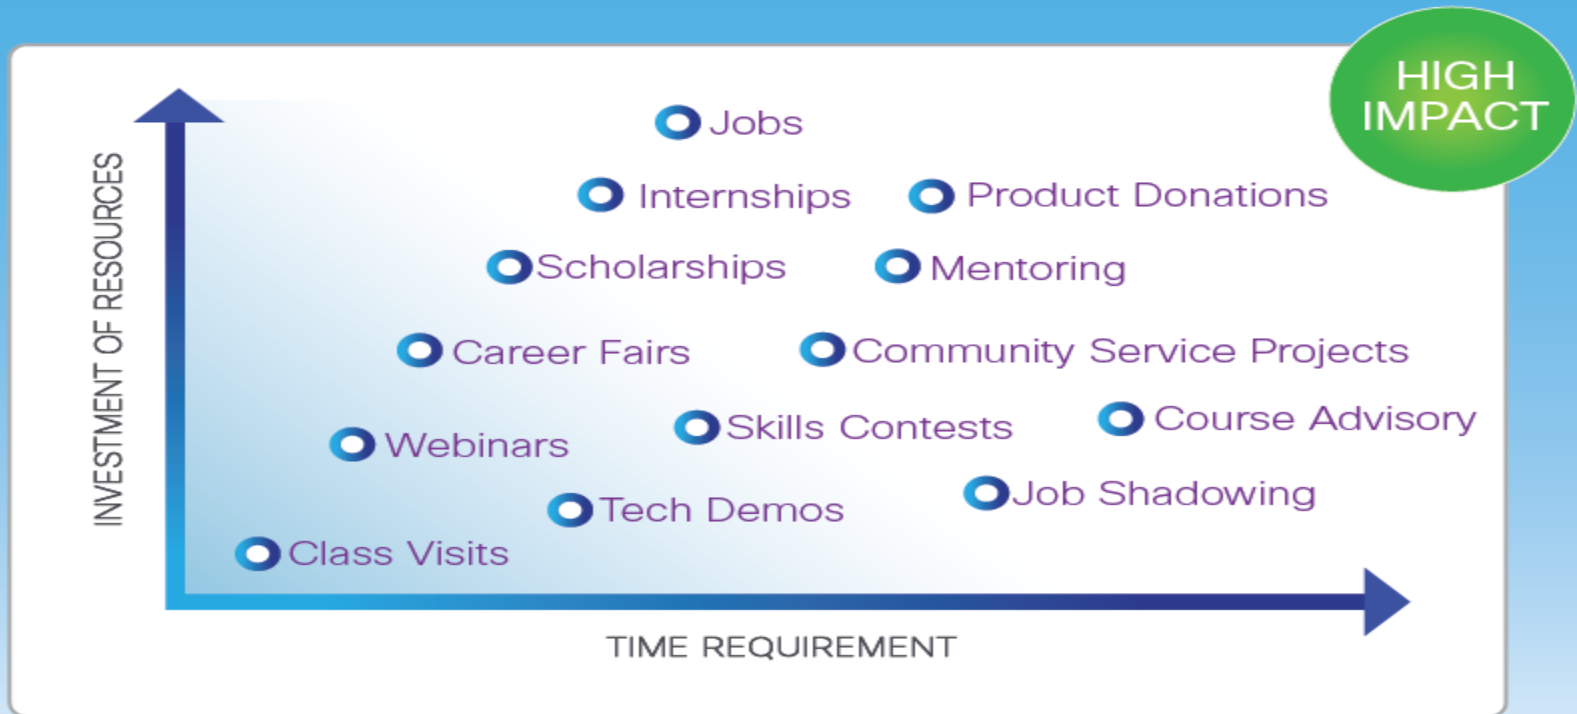 HIGH
IMPACT
Jobs
Internships
Product Donations
Scholarships
Mentoring
Career Fairs
Community Service Projects
Webinars
Skills Contests
Course Advisory
Tech Demos
Job Shadowing
Class Visits
INVESTMENT OF RESOURCES
TIME REQUIREMENT